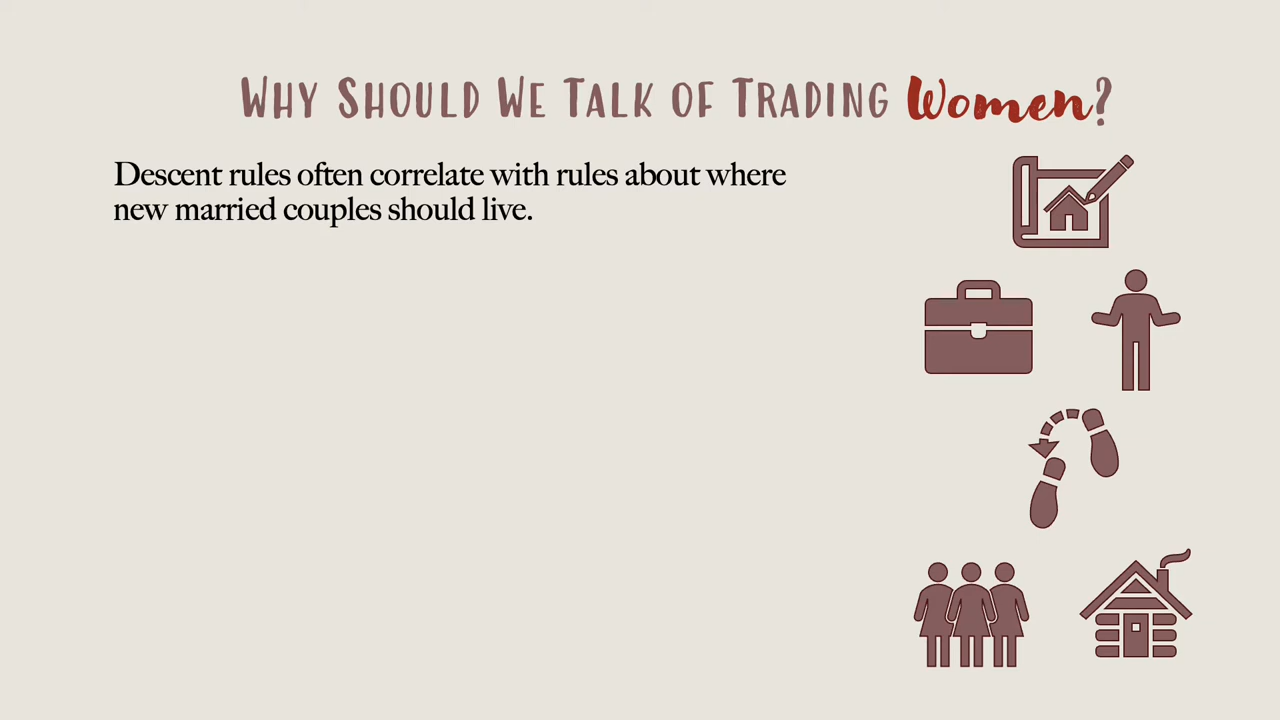 Why Should We Talk of Trading Women?
Descent rules often correlate with rules about where
new married couples should live.